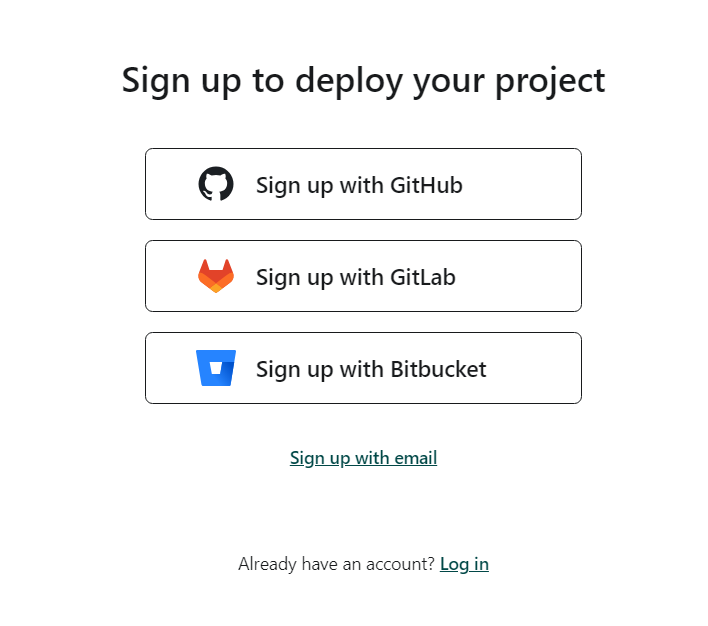 Sign up to deploy your project
Sign up with GitHub
Sign up with GitLab
Sign up with Bitbucket
Sign up with email
Already have an account? Log in